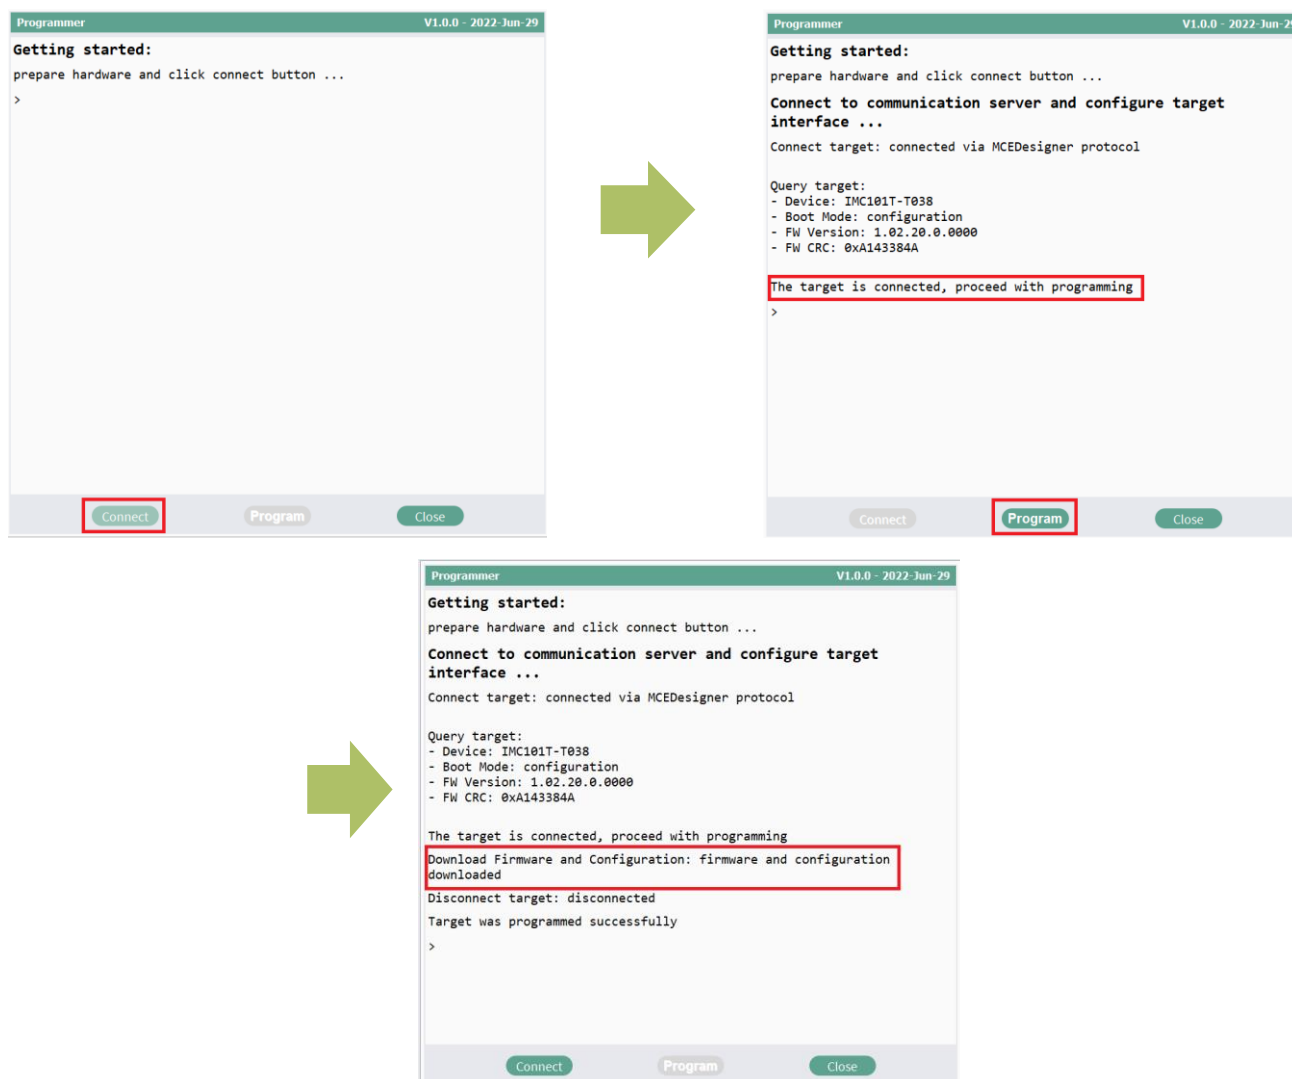 Programmer V1.0.0 - 2022-Jun-29
Getting started:
prepare hardware and click connect button ...
>
Connect Program Close
Programmer V1.0.0 - 2022-Jun-29
Getting started:
prepare hardware and click connect button ...
Connect to communication server and configure target
interface ...
Connect target: connected via MCEDesigner protocol
Query target:
- Device: IMC101T-T038
- Boot Mode: configuration
- FW Version: 1.02.20.0.0000
- FW CRC: 0xA143384A
The target is connected, proceed with programming
>
Connect Program Close
Programmer V1.0.0 - 2022-Jun-29
Getting started:
prepare hardware and click connect button ...
Connect to communication server and configure target
interface ...
Connect target: connected via MCEDesigner protocol
Query target:
- Device: IMC101T-T038
- Boot Mode: configuration
- FW Version: 1.02.20.0.0000
- FW CRC: 0xA143384A
The target is connected, proceed with programming
Download Firmware and Configuration: firmware and configuration
downloaded
Disconnect target: disconnected
Target was programmed successfully
>
Connect Program Close